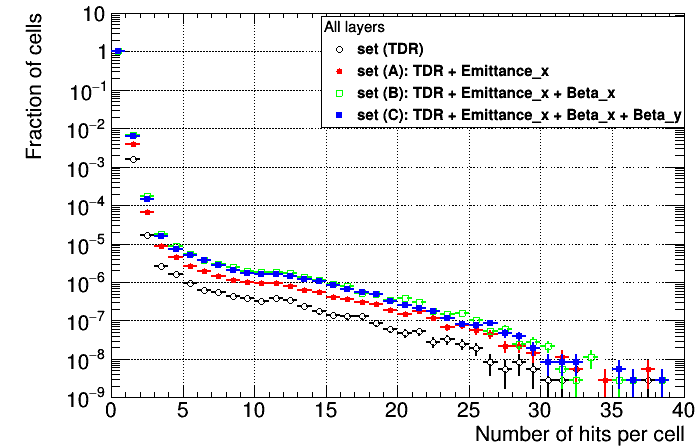 All layers
set (TDR)
set (A): TDR + Emittance_x
set (B): TDR + Emittance_x + Beta_x
set (C): TDR + Emittance_x + Beta_x + Beta_y
Fraction of cells
10
1
10⁻¹
10⁻²
10⁻³
10⁻⁴
10⁻⁵
10⁻⁶
10⁻⁷
10⁻⁸
10⁻⁹
0 5 10 15 20 25 30 35 40
Number of hits per cell